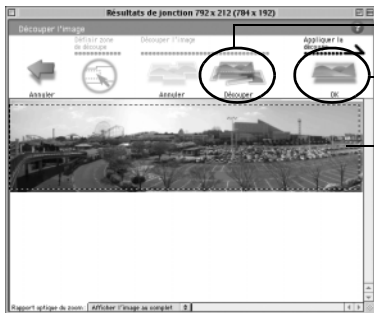 Résultats de jonction 792 x 212 (784 x 192)
Découper l'image
Définir zone
de découpe
Découper l'image
Appliquer la
découpe
Annuler
Annuler
Découper
OK
Rapport optique du zoom
Afficher l'image au complet